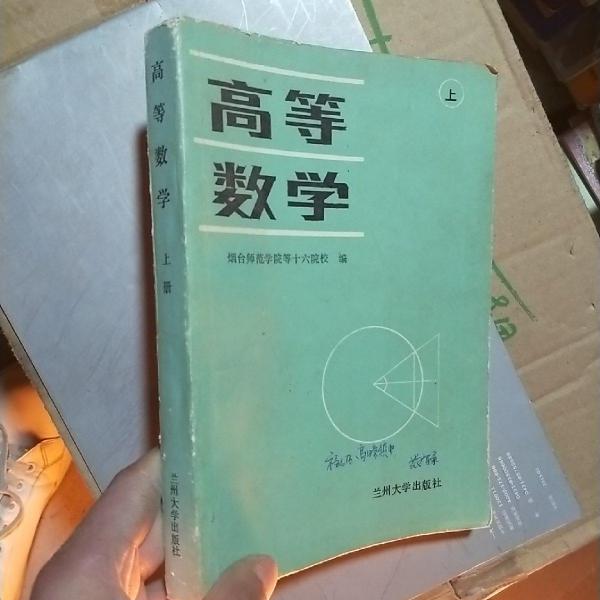 高等数学
上册
兰州大学出版社
上
高等
数学
烟台师范学院等十六院校 编
兰州大学出版社